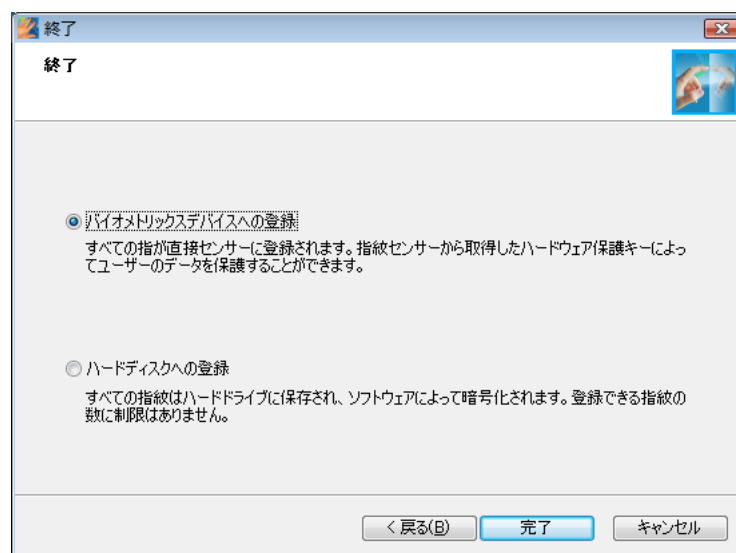 終了
終了
バイオメトリックスデバイスへの登録
すべての指が直接センサーに登録されます。指紋センサーから取得したハードウェア保護キーによっ
てユーザーのデータを保護することができます。
ハードディスクへの登録
すべての指紋はハードドライブに保存され、ソフトウェアによって暗号化されます。登録できる指紋の
数に制限はありません。
< 戻る(B)
完了
キャンセル